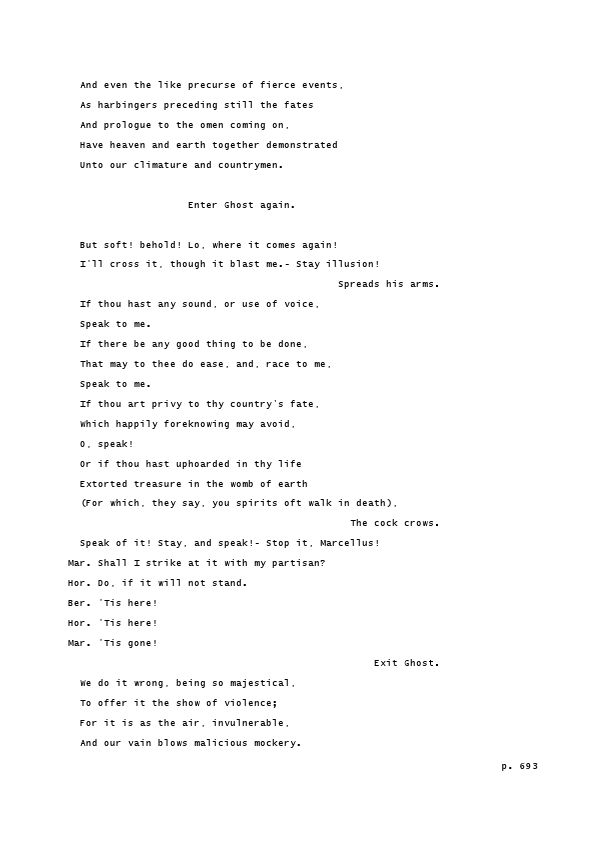 And even the like precurse of fierce events,
As harbingers preceding still the fates
And prologue to the omen coming on,
Have heaven and earth together demonstrated
Unto our climature and countrymen.
Enter Ghost again.
But soft! behold! Lo, where it comes again!
I'll cross it, though it blast me.- Stay illusion!
Spreads his arms.
If thou hast any sound, or use of voice,
Speak to me.
If there be any good thing to be done,
That may to thee do ease, and, race to me,
Speak to me.
If thou art privy to thy country's fate,
Which happily foreknowing may avoid,
O, speak!
Or if thou hast uphoarded in thy life
Extorted treasure in the womb of earth
(For which, they say, you spirits oft walk in death),
The cock crows.
Speak of it! Stay, and speak!- Stop it, Marcellus!
Mar. Shall I strike at it with my partisan?
Hor. Do, if it will not stand.
Ber. 'Tis here!
Hor. 'Tis here!
Mar. 'Tis gone!
Exit Ghost.
We do it wrong, being so majestical,
To offer it the show of violence;
For it is as the air, invulnerable,
And our vain blows malicious mockery.
p. 693